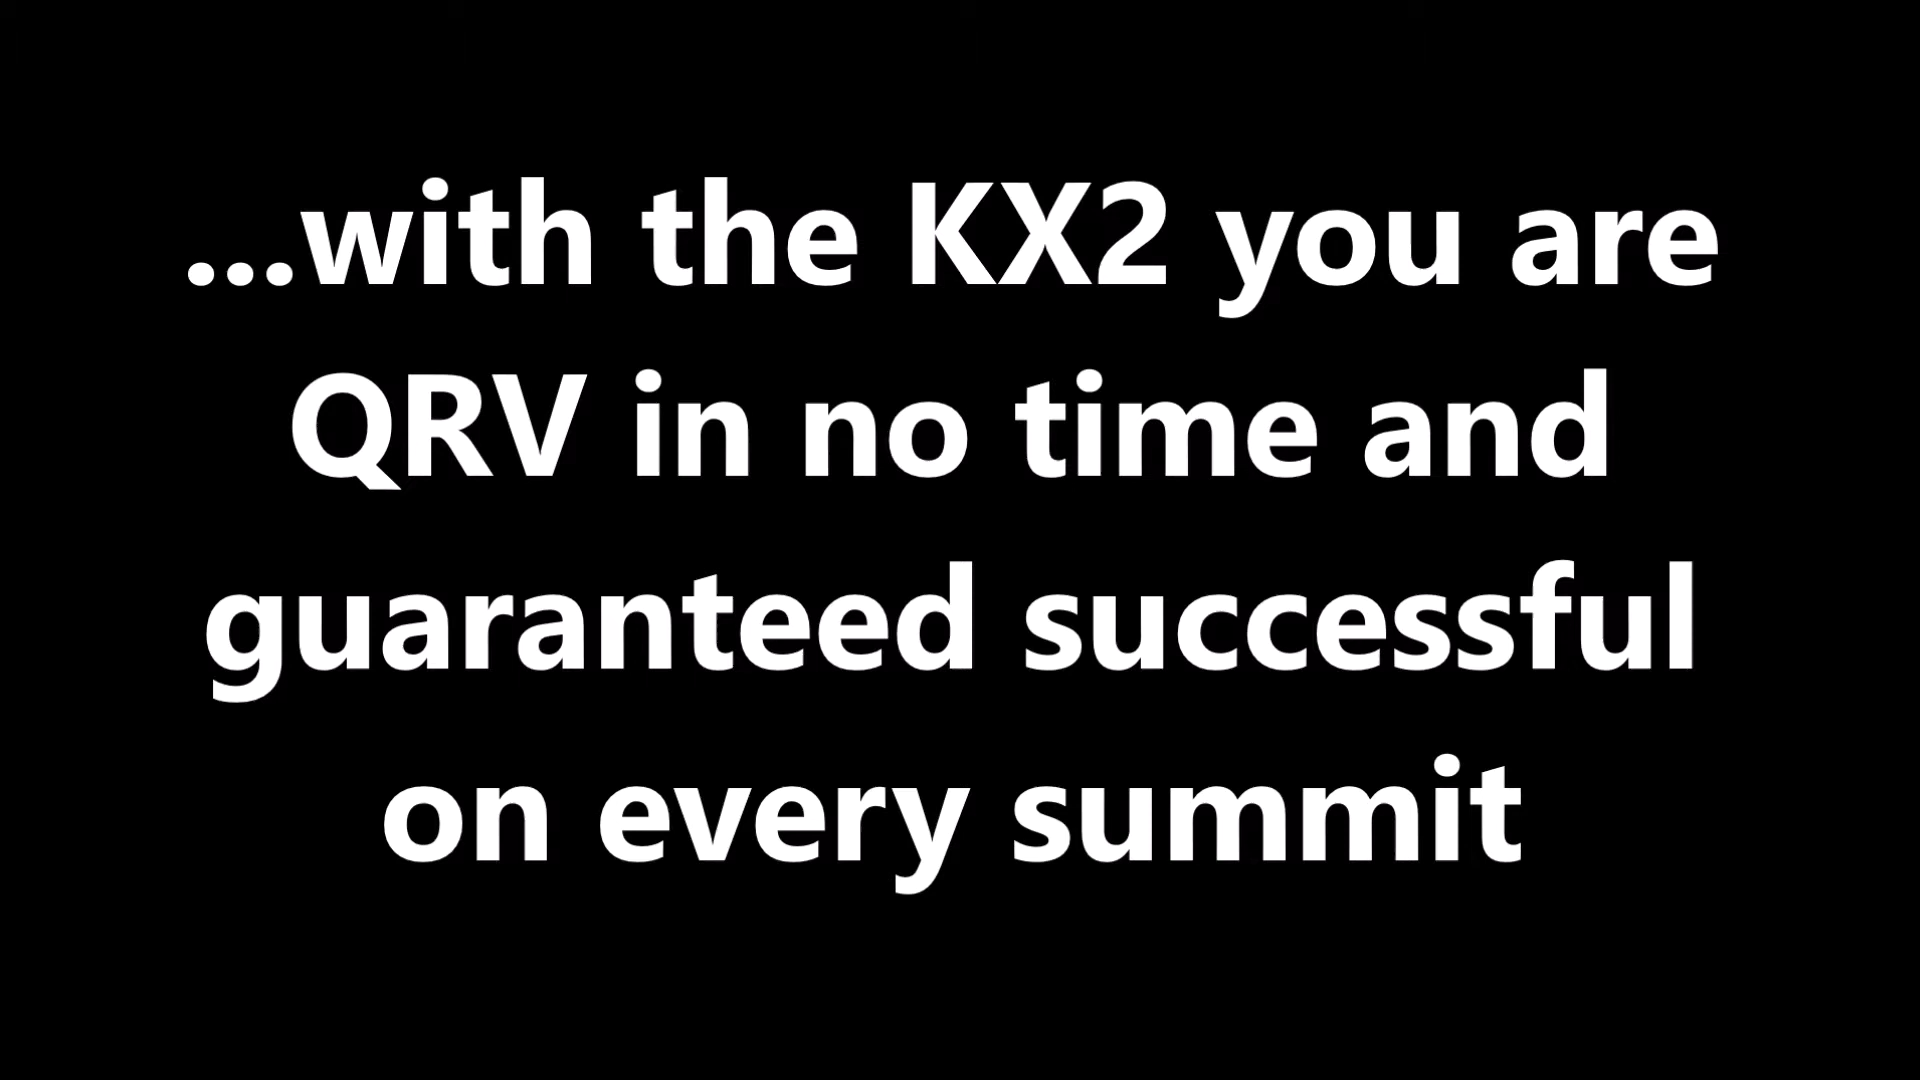 ...with the KX2 you are
QRV in no time and
guaranteed successful
on every summit